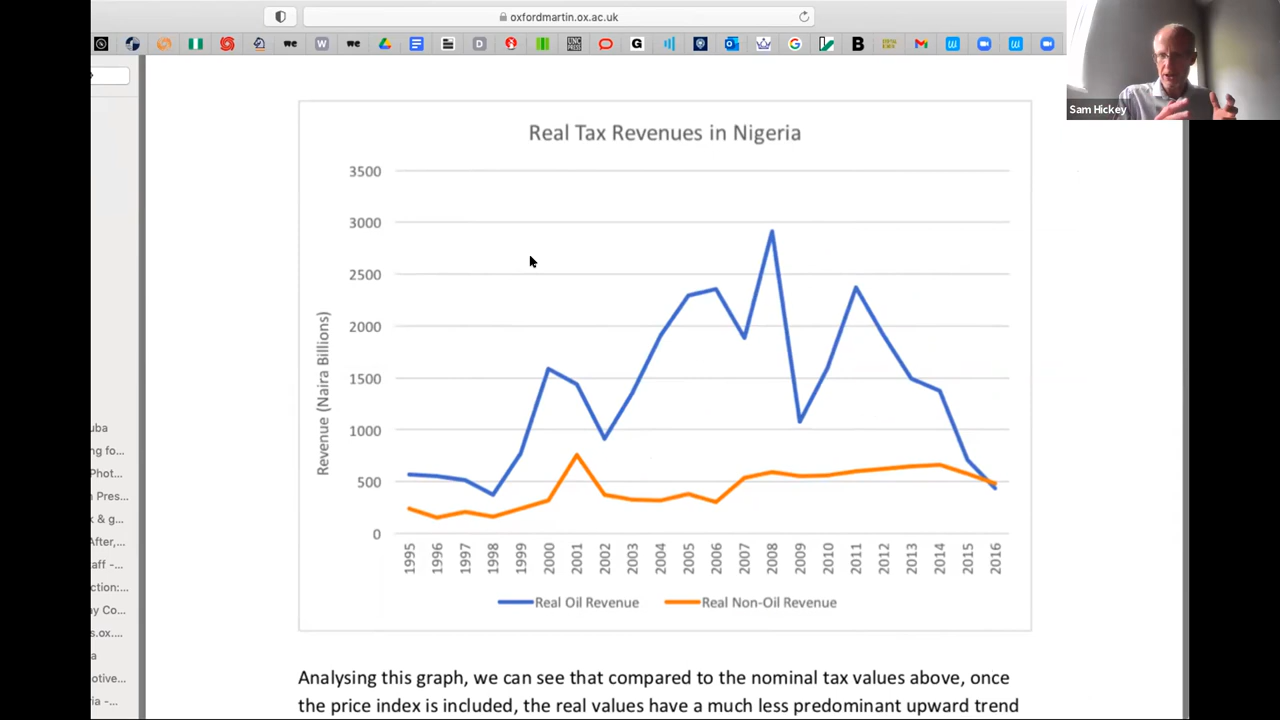 oxfordmartin.ox.ac.uk
we
W
we
D
G
B
Sam Hickey
Real Tax Revenues in Nigeria
3500
3000
2500
2000
1500
1000
500
0
Revenue (Naira Billions)
1995 1996 1997 1998 1999 2000 2001 2002 2003 2004 2005 2006 2007 2008 2009 2010 2011 2012 2013 2014 2015 2016
Real Oil Revenue Real Non-Oil Revenue
uba
ng fo...
Phot...
n Pres...
k & g...
After,...
aff -...
ction:...
ay Co...
s.ox....
a
otive...
ria -...
Analysing this graph, we can see that compared to the nominal tax values above, once
the price index is included, the real values have a much less predominant upward trend